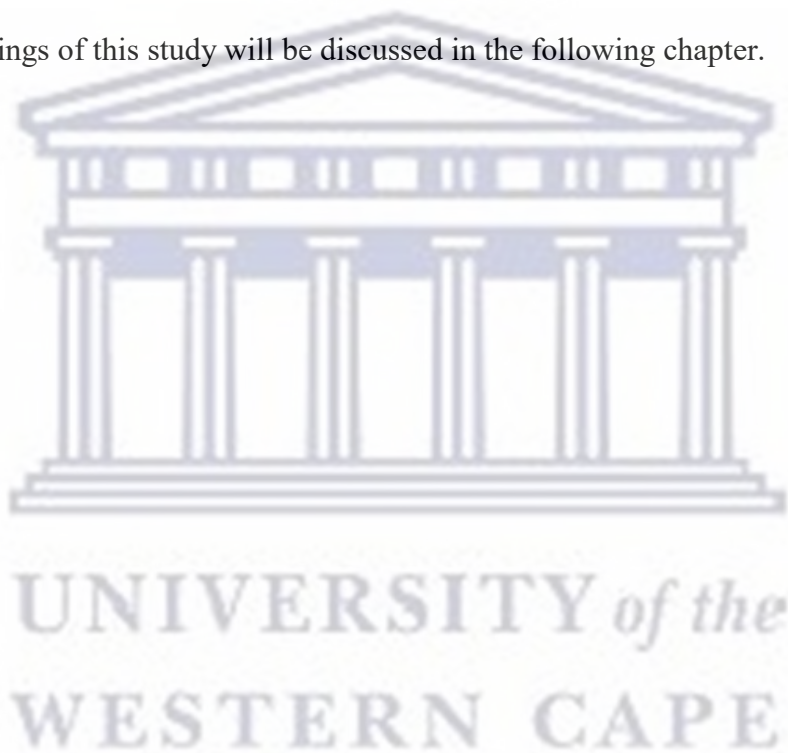 ings of this study will be discussed in the following chapter.
UNIVERSITY of the
WESTERN CAPE